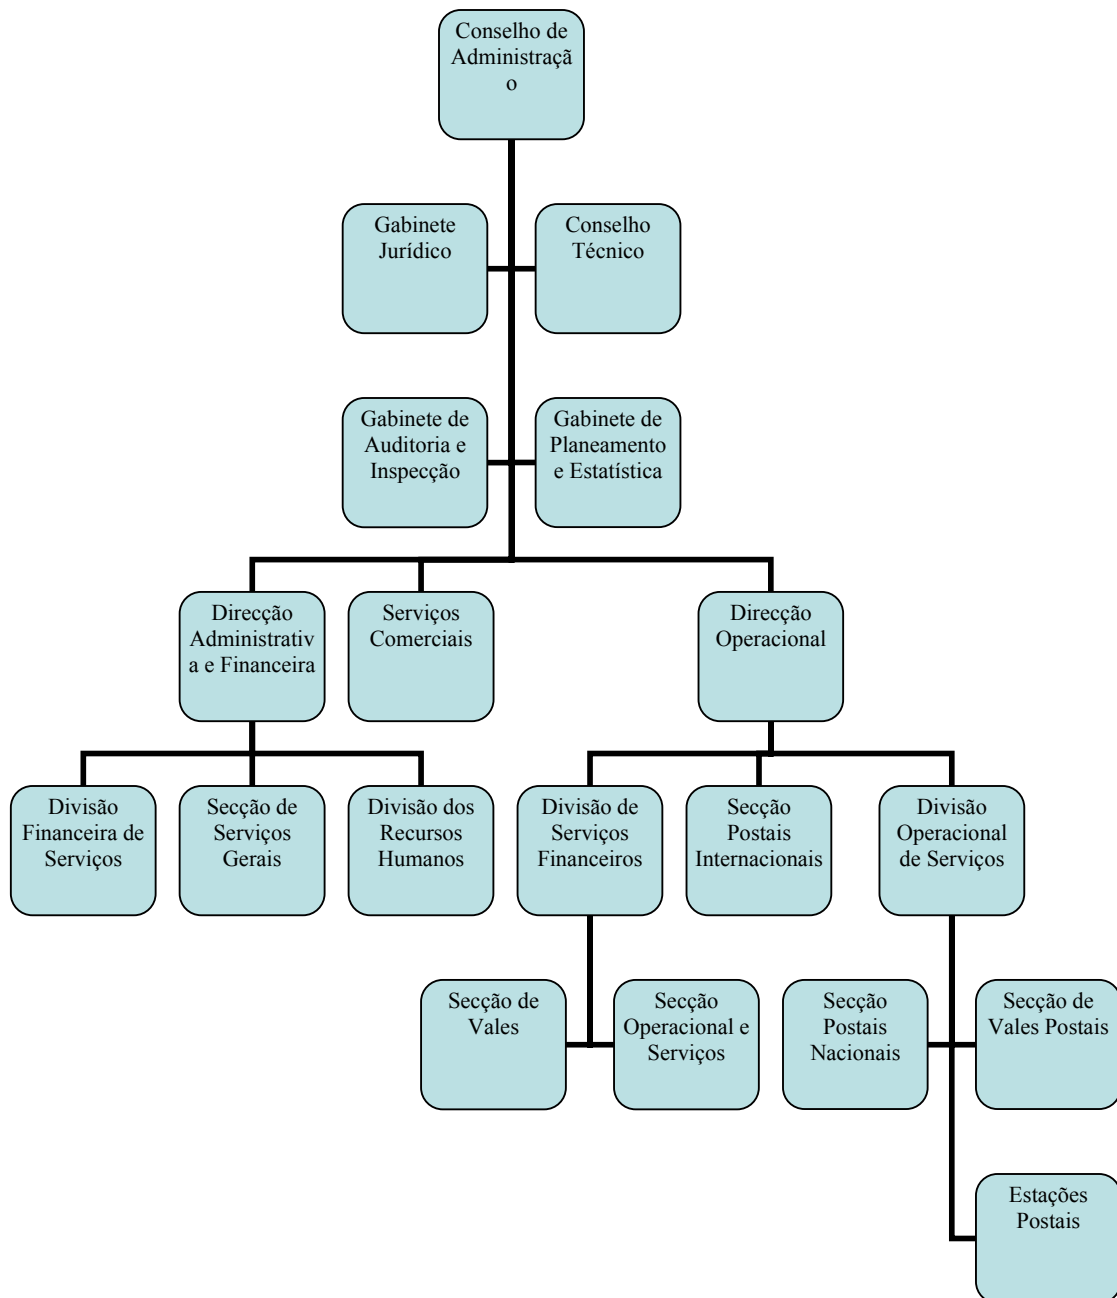 Conselho de
Administraçã
o
Gabinete
Jurídico
Conselho
Técnico
Gabinete de
Auditoria e
Inspecção
Gabinete de
Planeamento
e Estatística
Direcção
Administrativ
a e Financeira
Serviços
Comerciais
Direcção
Operacional
Divisão
Financeira de
Serviços
Secção de
Serviços
Gerais
Divisão dos
Recursos
Humanos
Divisão de
Serviços
Financeiros
Secção
Postais
Internacionais
Divisão
Operacional
de Serviços
Secção de
Vales
Secção
Operacional e
Serviços
Secção
Postais
Nacionais
Secção de
Vales Postais
Estações
Postais